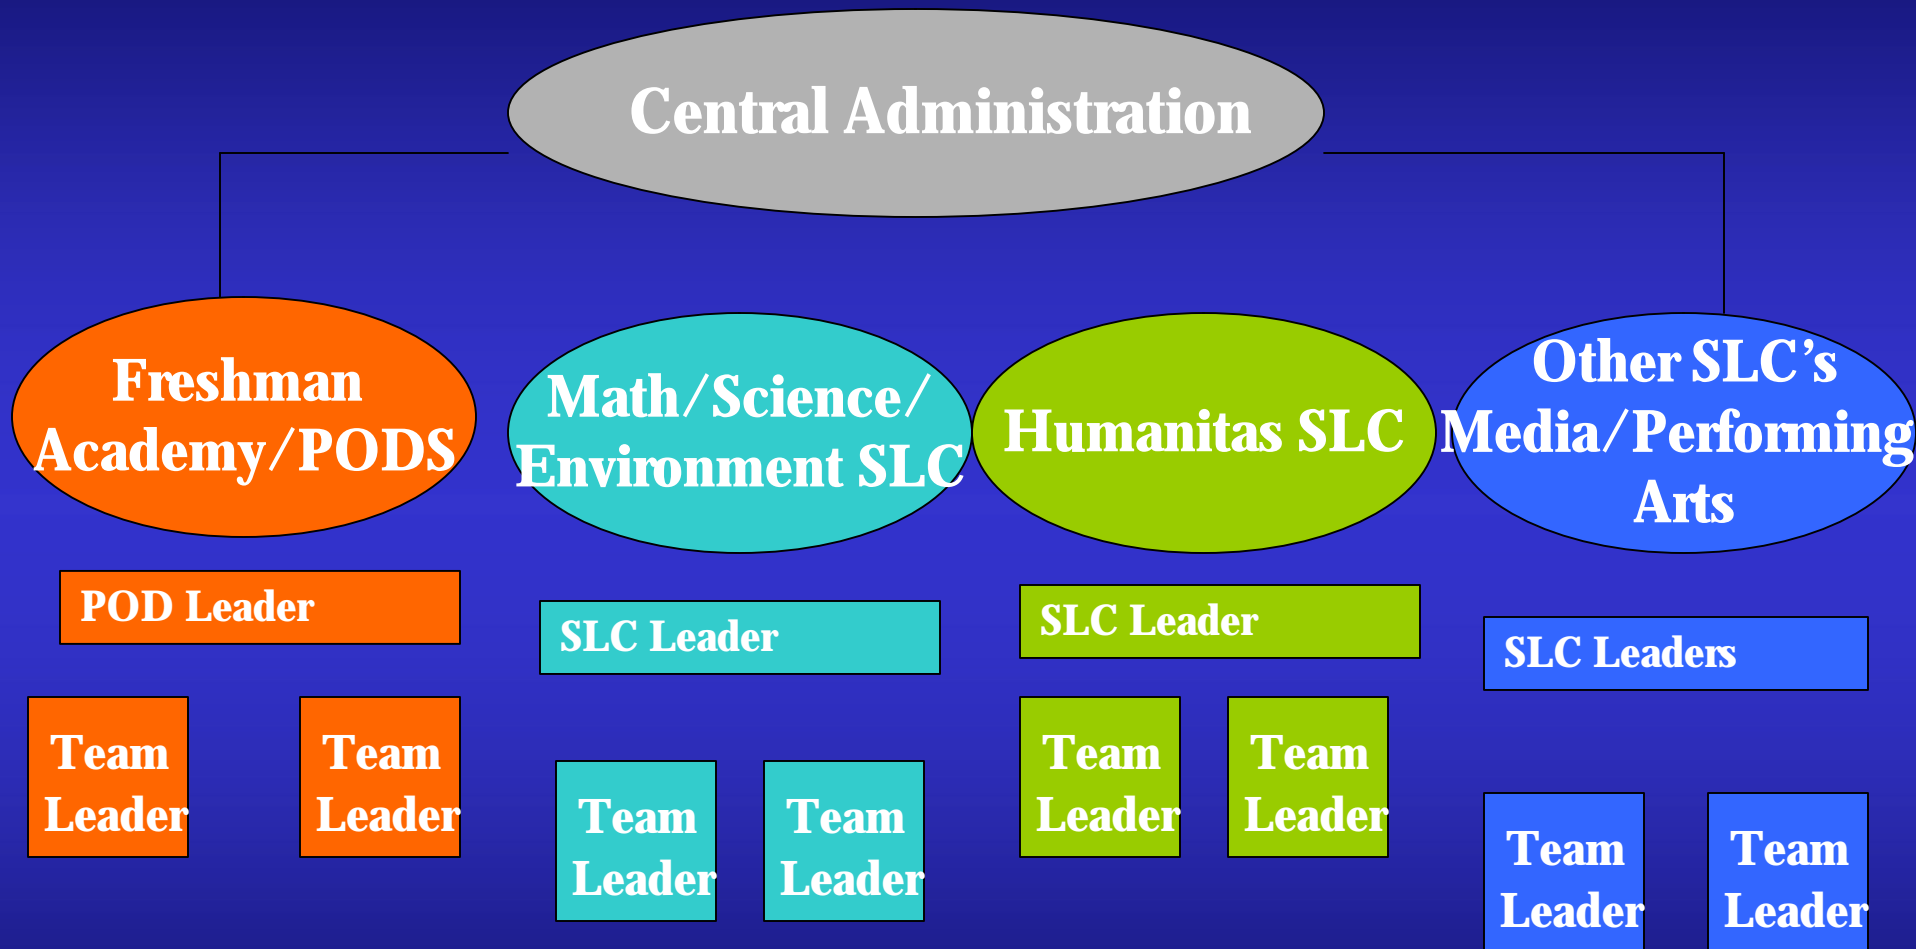 Central Administration
Freshman
Academy/PODS
Math/Science/
Environment SLC
Humanitas SLC
Other SLC’s
Media/Performing
Arts
POD Leader
SLC Leader
SLC Leader
SLC Leaders
Team
Leader
Team
Leader
Team
Leader
Team
Leader
Team
Leader
Team
Leader
Team
Leader
Team
Leader